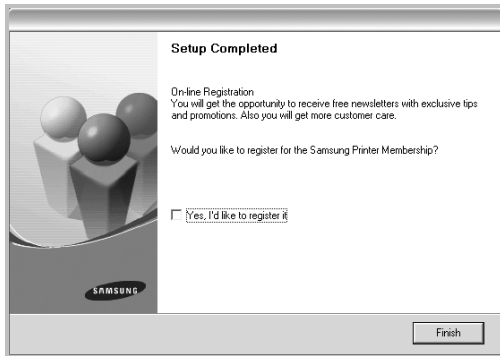 Setup Completed
On-line Registration
You will get the opportunity to receive free newsletters with exclusive tips
and promotions. Also you will get more customer care.
Would you like to register for the Samsung Printer Membership?
Yes, I'd like to register it
SAMSUNG
Finish